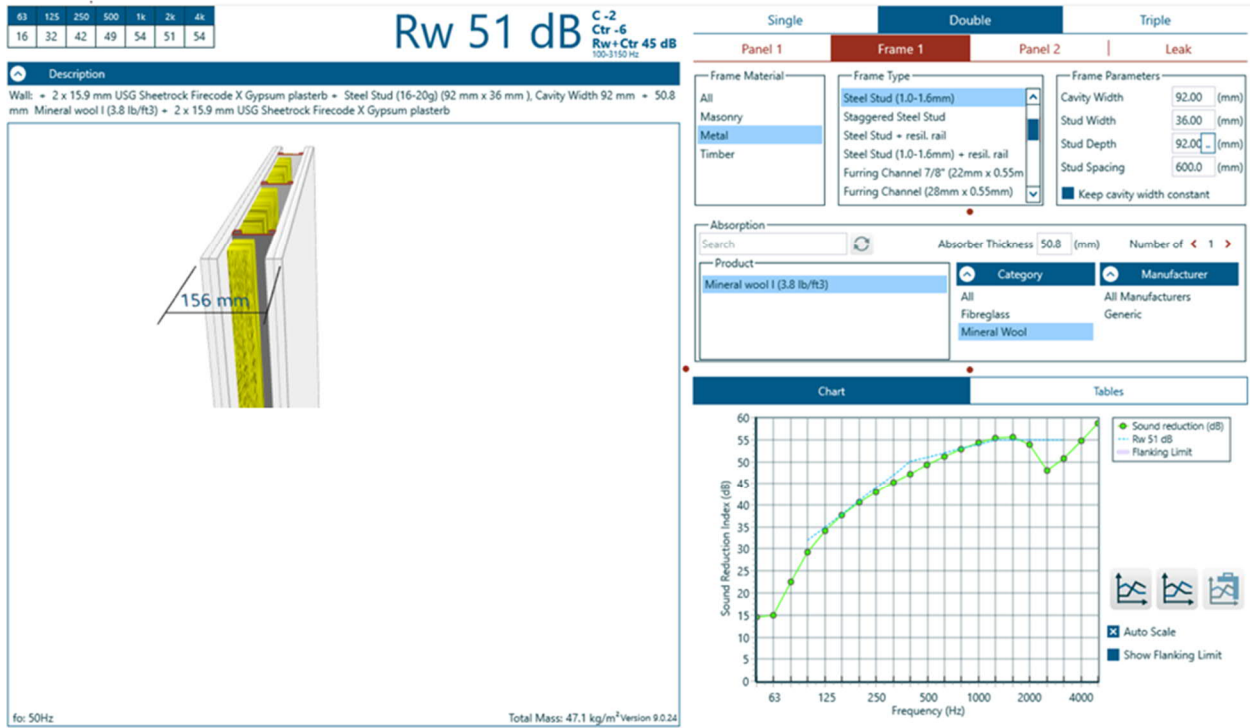 63 125 250 500 1k 2k 4k
16 32 42 49 54 51 54
Rw 51 dB
C -2
Ctr -6
Rw+Ctr 45 dB
100-3150 Hz
Description
Wall: + 2 x 15.9 mm USG Sheetrock Firecode X Gypsum plasterb + Steel Stud (16-20g) (92 mm x 36 mm ), Cavity Width 92 mm + 50.8
mm Mineral wool I (3.8 lb/ft3) + 2 x 15.9 mm USG Sheetrock Firecode X Gypsum plasterb
156 mm
fo: 50Hz
Total Mass: 47.1 kg/m² Version 9.0.24
Single Double Triple
Panel 1 Frame 1 Panel 2 | Leak
Frame Material
All
Masonry
Metal
Timber
Frame Type
Steel Stud (1.0-1.6mm)
Staggered Steel Stud
Steel Stud + resil. rail
Steel Stud (1.0-1.6mm) + resil. rail
Furring Channel 7/8" (22mm x 0.55m
Furring Channel (28mm x 0.55mm)
Frame Parameters
Cavity Width 92.00 (mm)
Stud Width 36.00 (mm)
Stud Depth 92.00 .. (mm)
Stud Spacing 600.0 (mm)
Keep cavity width constant
Absorption
Search
Absorber Thickness 50.8 (mm) Number of < 1 >
Product
Mineral wool I (3.8 lb/ft3)
Category
All
Fibreglass
Mineral Wool
Manufacturer
All Manufacturers
Generic
Chart Tables
Sound Reduction Index (dB)
60
55
50
45
40
35
30
25
20
15
10
5
0
63 125 250 500 1000 2000 4000
Frequency (Hz)
Sound reduction (dB)
Rw 51 dB
Flanking Limit
Auto Scale
Show Flanking Limit